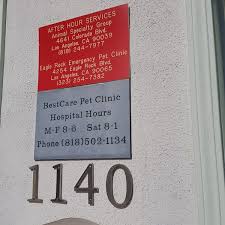 AFTER HOUR SERVICES
Animal Specialty Group
4641 Colorado Blvd.
Los Angeles, CA 90039
(818) 244-7977
Eagle Rock Emergency Pet Clinic
4254 Eagle Rock Blvd.
Los Angeles, CA 90065
(323) 254-7382
BestCare Pet Clinic
Hospital Hours
M-F 8-6 Sat 8-1
Phone (818)502-1134
1140